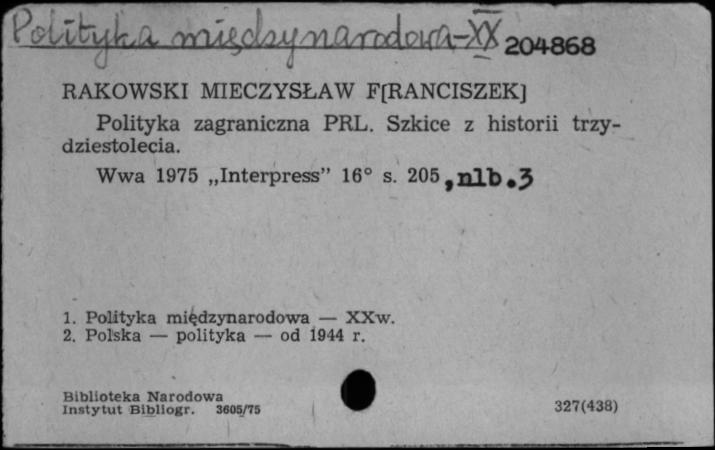 Polityka międzynarodowa-XX 204868
RAKOWSKI MIECZYSŁAW F[RANCISZEK]
Polityka zagraniczna PRL. Szkice z historii trzy-
dziestolecia.
Wwa 1975 „Interpress” 16° s. 205, nlb. 3
1. Polityka międzynarodowa — XXw.
2. Polska — polityka — od 1944 r.
Biblioteka Narodowa
Instytut Bibliogr. 3605/75
327(438)